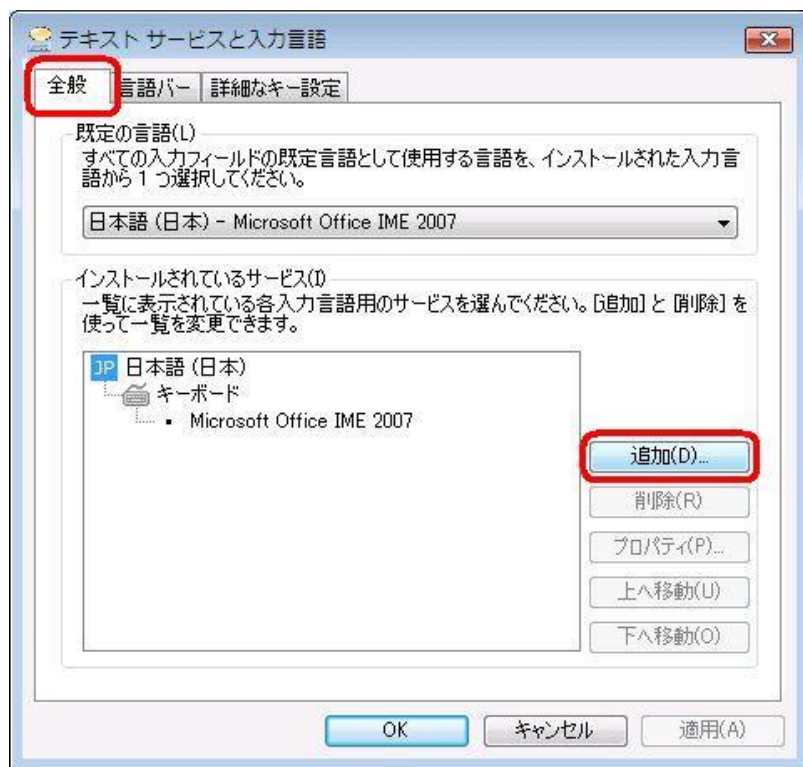 テキスト サービスと入力言語
全般 言語バー 詳細なキー設定
既定の言語(L)
すべての入力フィールドの既定言語として使用する言語を、インストールされた入力言
語から 1 つ選択してください。
日本語 (日本) - Microsoft Office IME 2007
インストールされているサービス(I)
一覧に表示されている各入力言語用のサービスを選んでください。[追加] と [削除] を
使って一覧を変更できます。
JP 日本語 (日本)
キーボード
• Microsoft Office IME 2007
追加(D)...
削除(R)
プロパティ(P)...
上へ移動(U)
下へ移動(O)
OK キャンセル 適用(A)